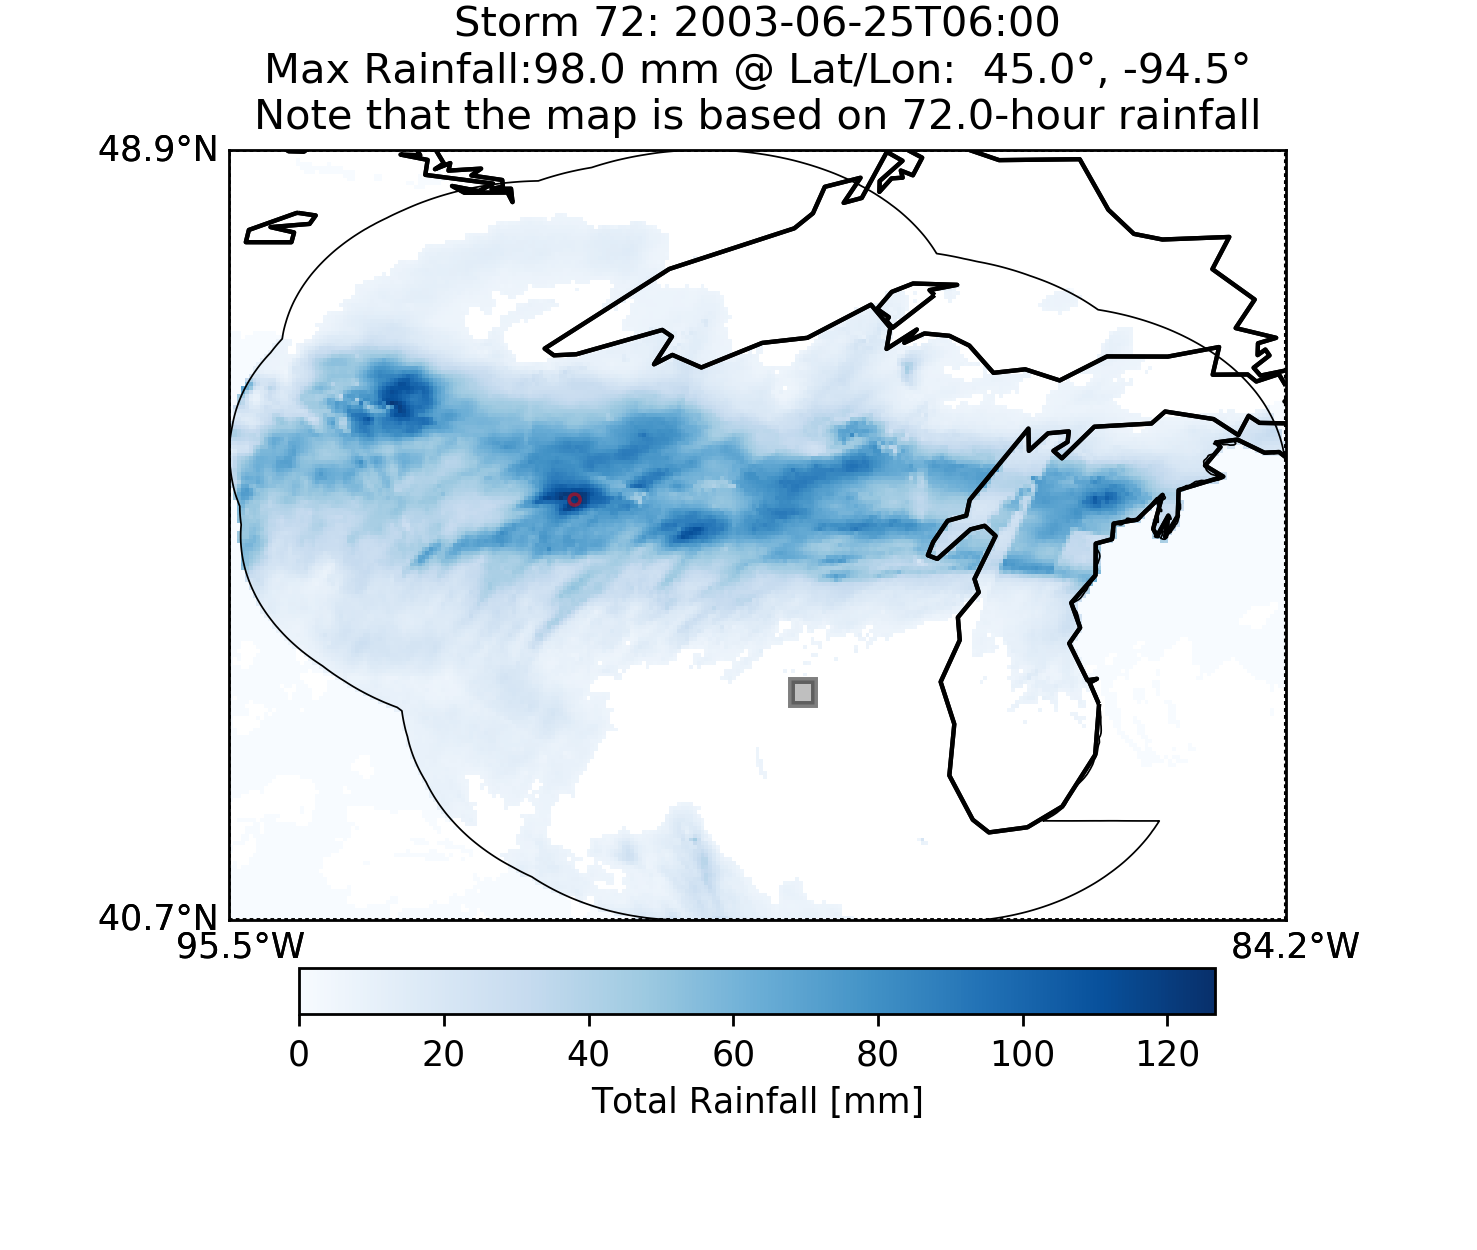 Storm 72: 2003-06-25T06:00
Max Rainfall:98.0 mm @ Lat/Lon:  45.0°, -94.5°
Note that the map is based on 72.0-hour rainfall
48.9°N
40.7°N
95.5°W 84.2°W
0 20 40 60 80 100 120
Total Rainfall [mm]